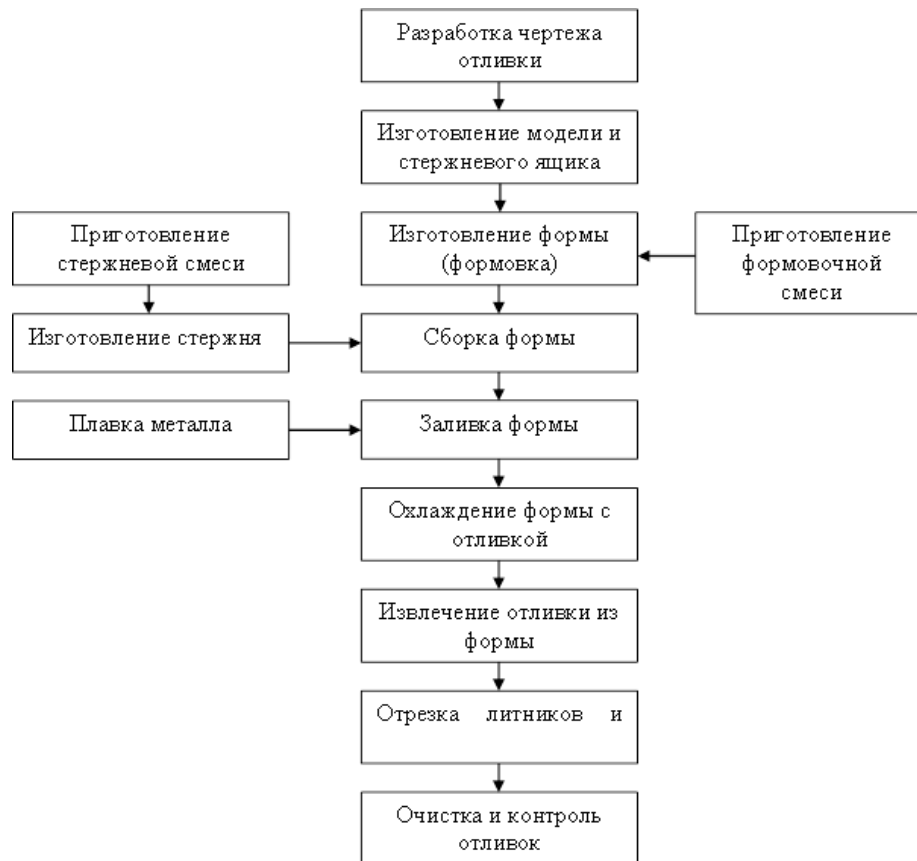 Разработка чертежа
отливки
Изготовление модели и
стержневого ящика
Приготовление
стержневой смеси
Изготовление формы
(формовка)
Приготовление
формовочной
смеси
Изготовление стержня
Сборка формы
Плавка металла
Заливка формы
Охлаждение формы с
отливкой
Извлечение отливки из
формы
Отрезка литников и
Очистка и контроль
отливок